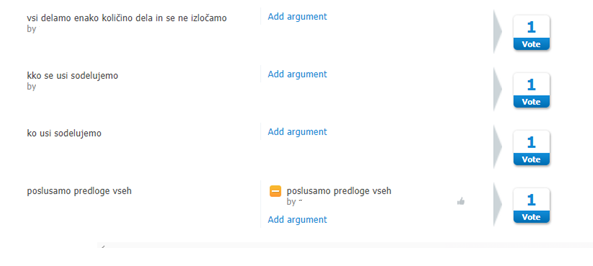 vsi delamo enako količino dela in se ne izločamo
by
Add argument
1
Vote
kko se usi sodelujemo
by
Add argument
1
Vote
ko usi sodelujemo
Add argument
1
Vote
poslusamo predloge vseh
poslusamo predloge vseh
by "
Add argument
1
Vote